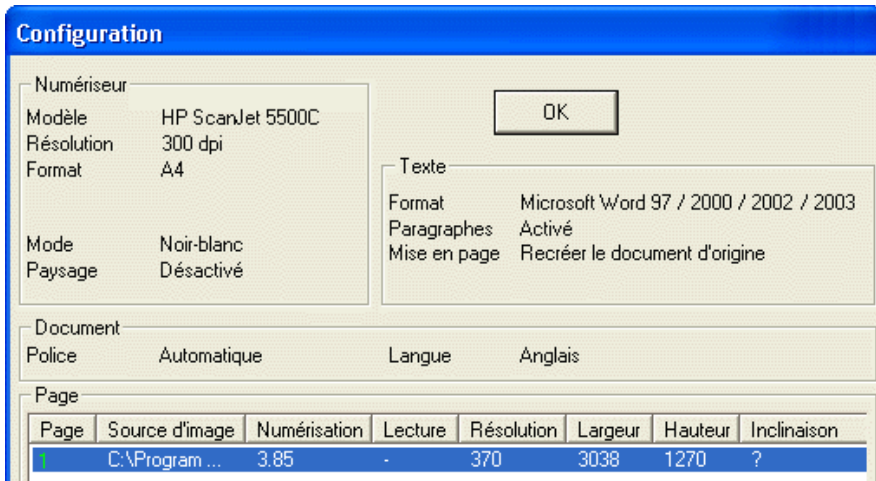 Configuration
Numériseur
Modèle HP ScanJet 5500C
Résolution 300 dpi
Format A4
Mode Noir-blanc
Paysage Désactivé
OK
Texte
Format Microsoft Word 97 / 2000 / 2002 / 2003
Paragraphes Activé
Mise en page Recréer le document d'origine
Document
Police Automatique Langue Anglais
Page
Page Source d'image Numérisation Lecture Résolution Largeur Hauteur Inclinaison
1 C:\Program ... 3.85 - 370 3038 1270 ?